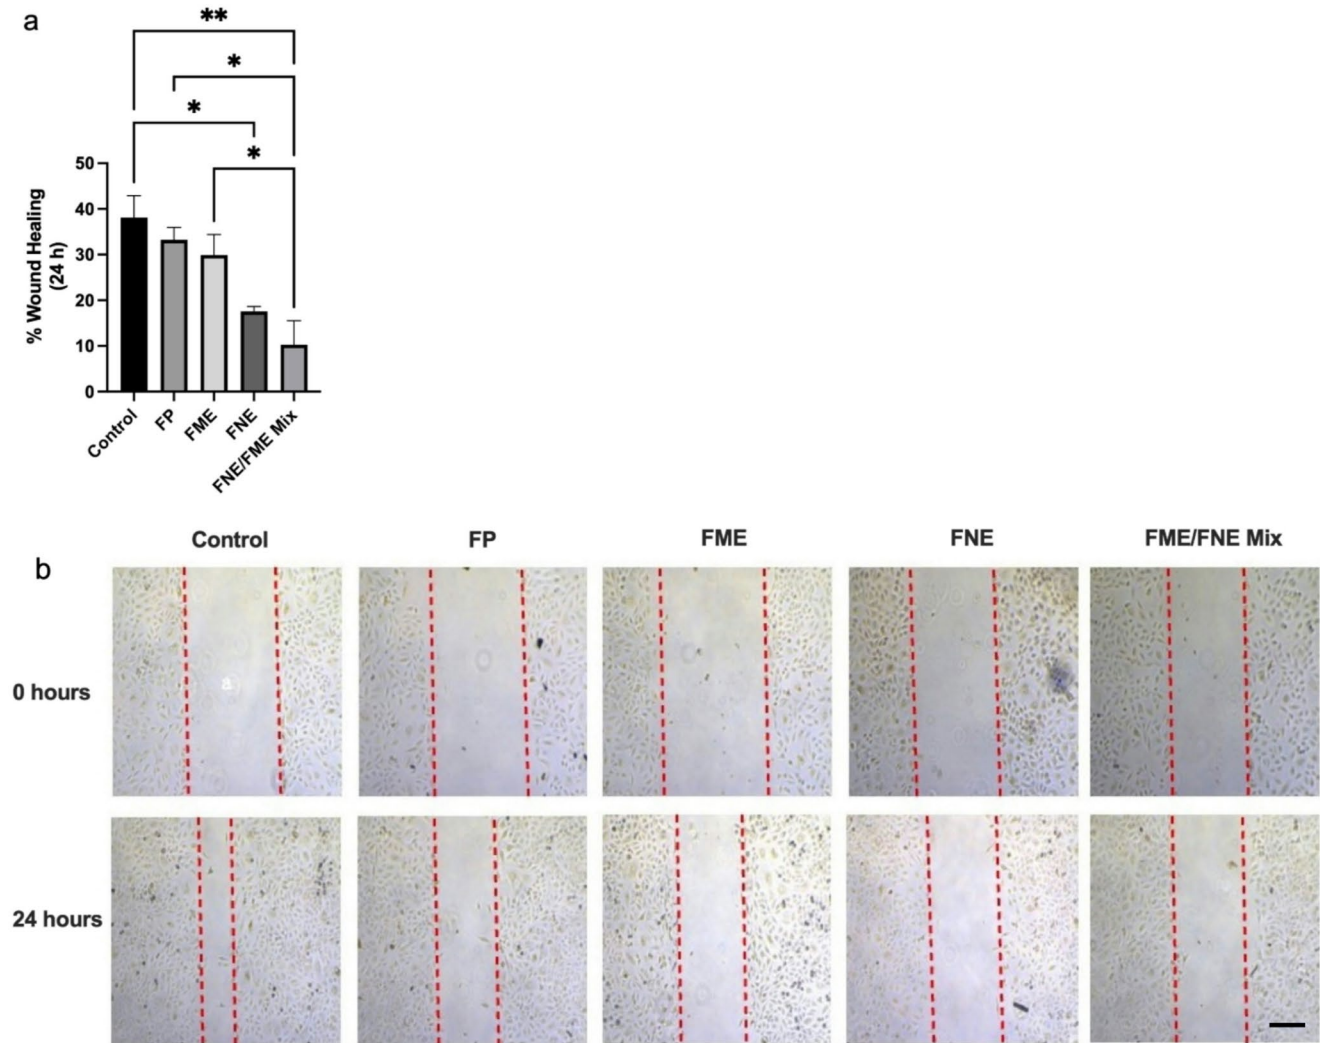 a
**
*
*
*
50
40
30
20
10
0
% Wound Healing
(24 h)
Control
FP
FME
FNE
FNE/FME Mix
b
Control
FP
FME
FNE
FME/FNE Mix
0 hours
a
24 hours